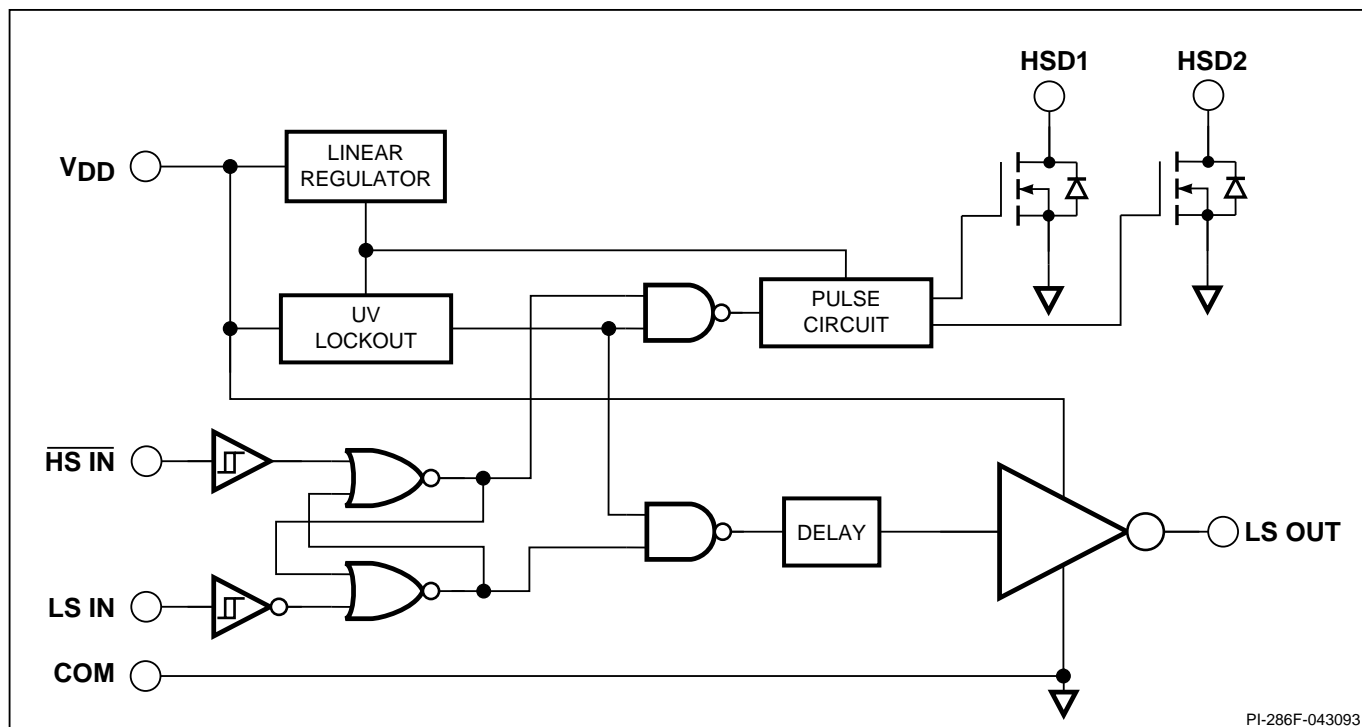 HSD1
HSD2
VDD
LINEAR
REGULATOR
UV
LOCKOUT
PULSE
CIRCUIT
HS IN
DELAY
LS OUT
LS IN
COM
PI-286F-043093